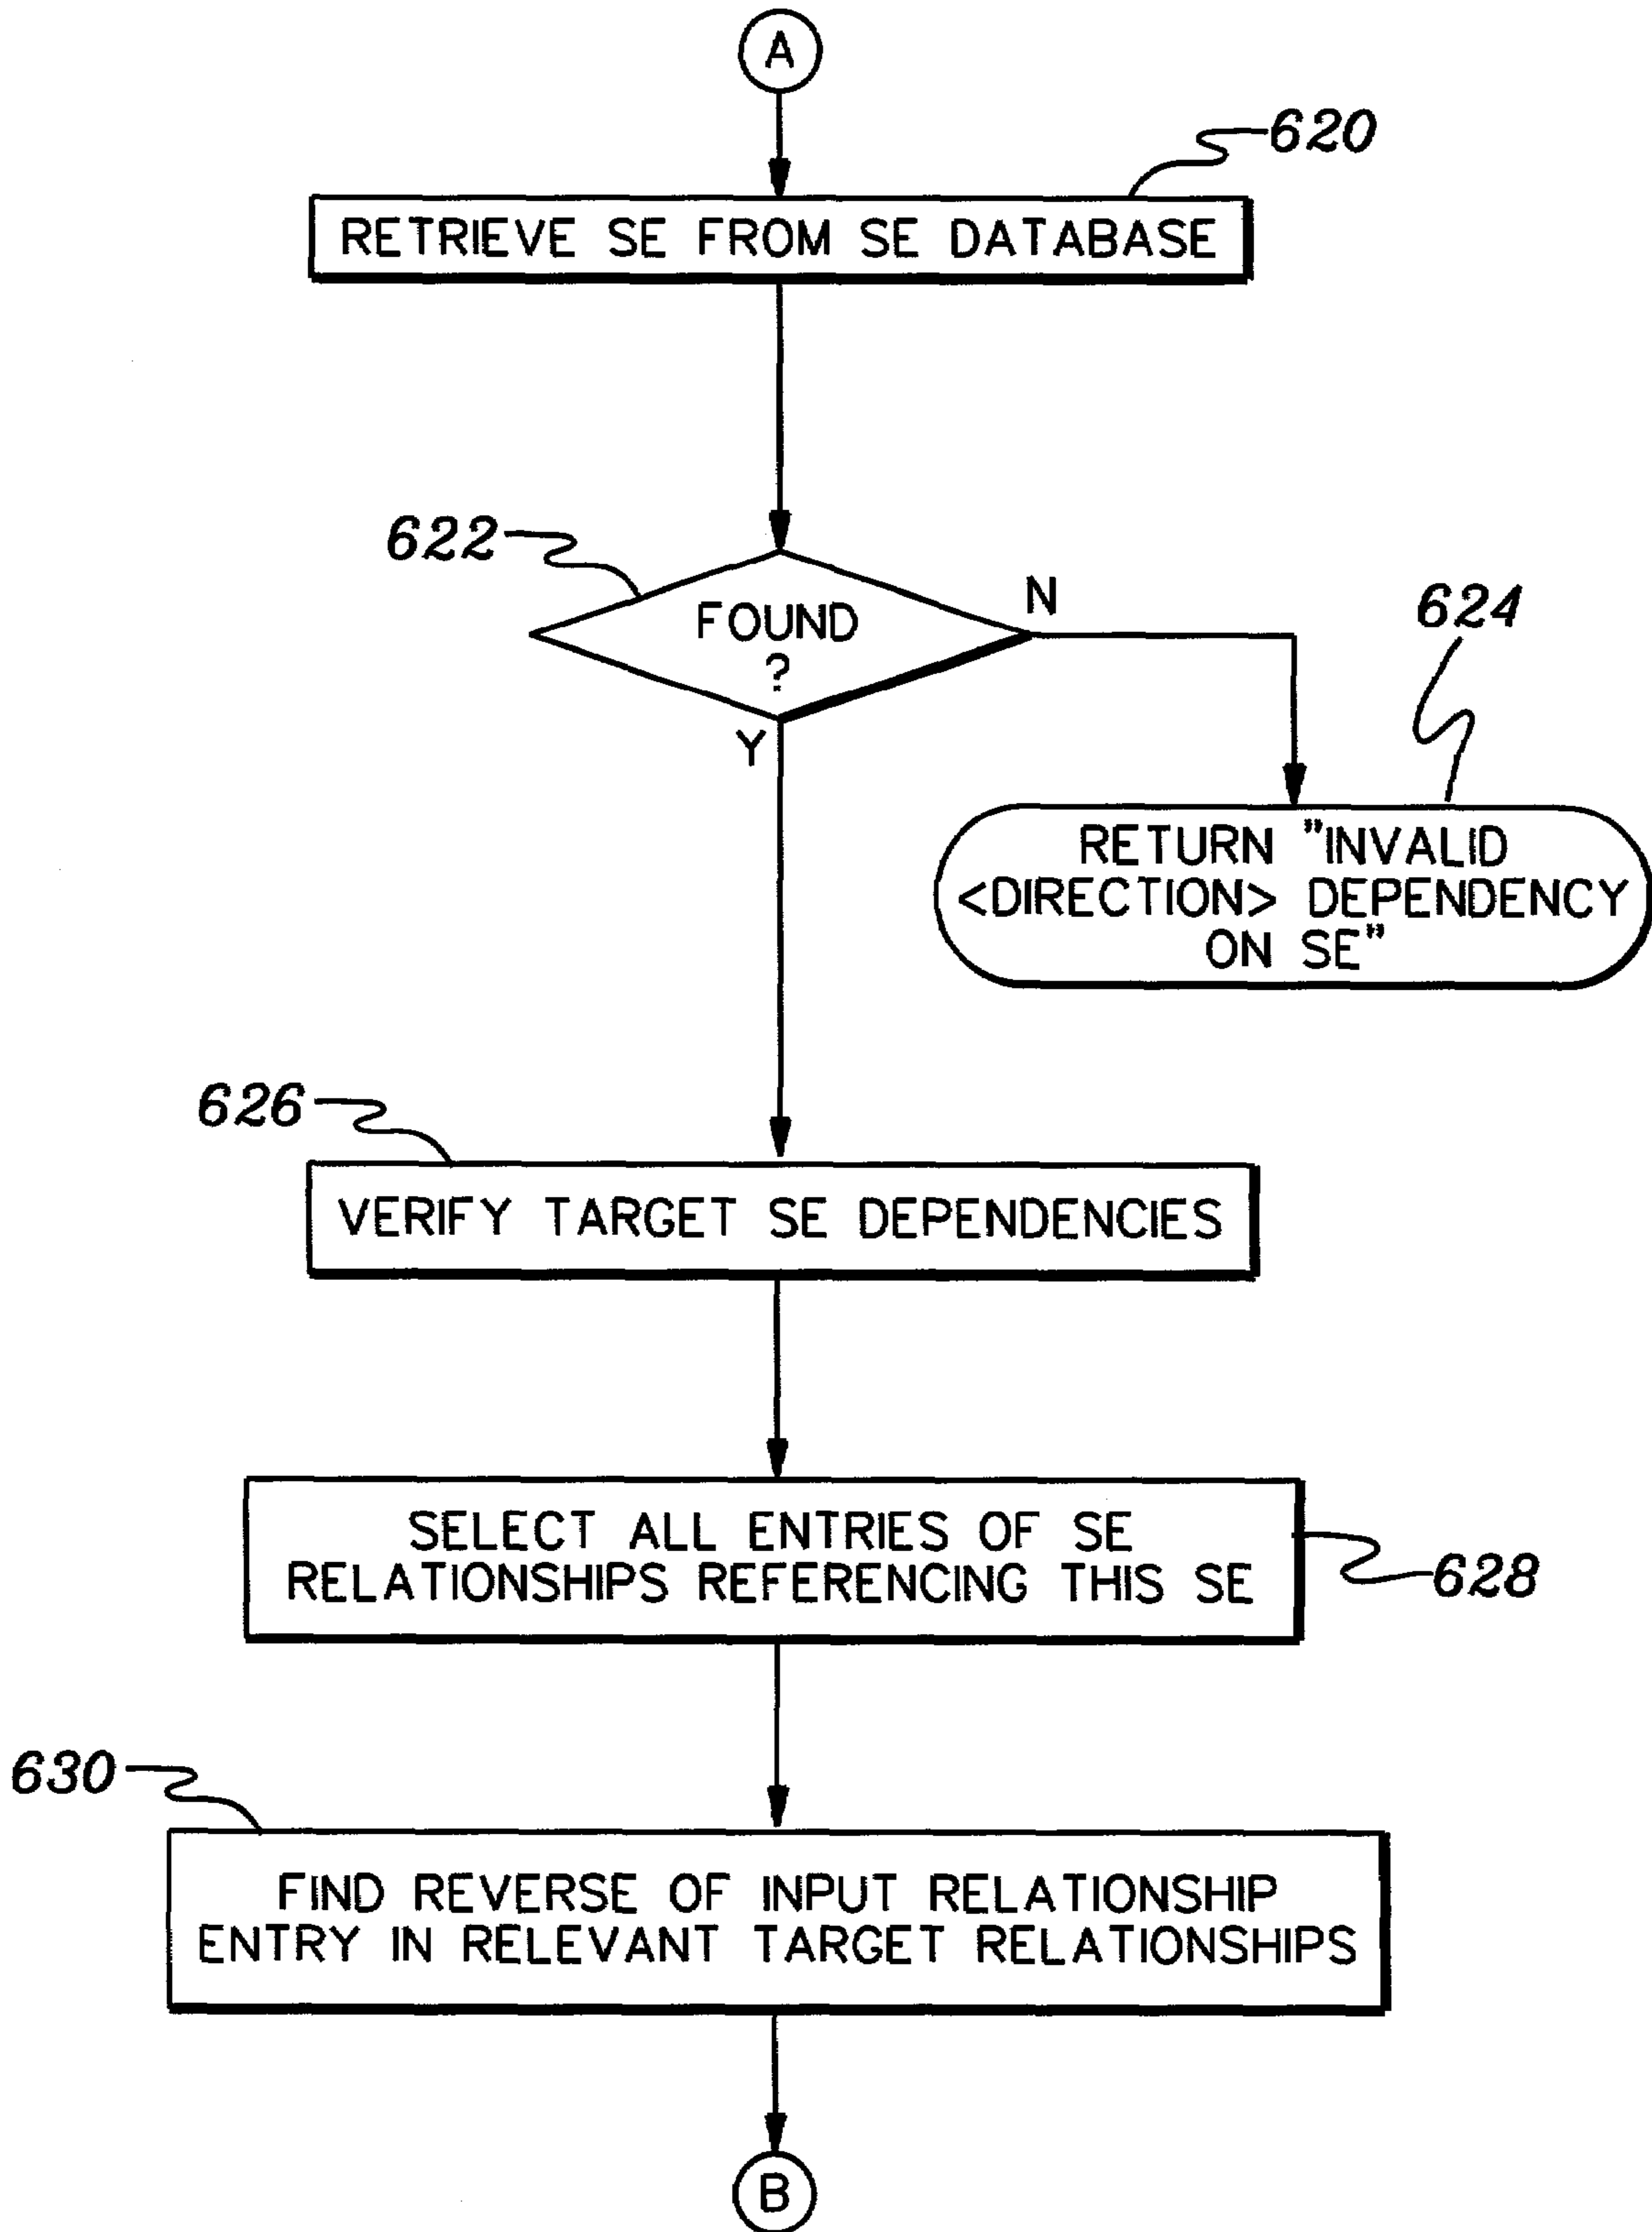 A
620
RETRIEVE SE FROM SE DATABASE
622
FOUND
?
N
Y
624
RETURN "INVALID
<DIRECTION> DEPENDENCY
ON SE"
626
VERIFY TARGET SE DEPENDENCIES
SELECT ALL ENTRIES OF SE
RELATIONSHIPS REFERENCING THIS SE
628
630
FIND REVERSE OF INPUT RELATIONSHIP
ENTRY IN RELEVANT TARGET RELATIONSHIPS
B